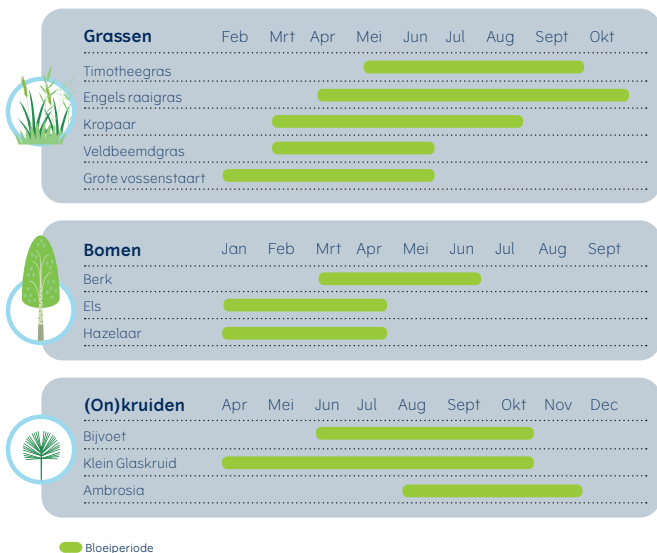 Grassen Feb Mrt Apr Mei Jun Jul Aug Sept Okt
Timotheegras
Engels raaigras
Kropaar
Veldbeemdgras
Grote vossenstaart
Bomen Jan Feb Mrt Apr Mei Jun Jul Aug Sept
Berk
Els
Hazelaar
(On)kruiden Apr Mei Jun Jul Aug Sept Okt Nov Dec
Bijvoet
Klein Glaskruid
Ambrosia
Bloeiperiode